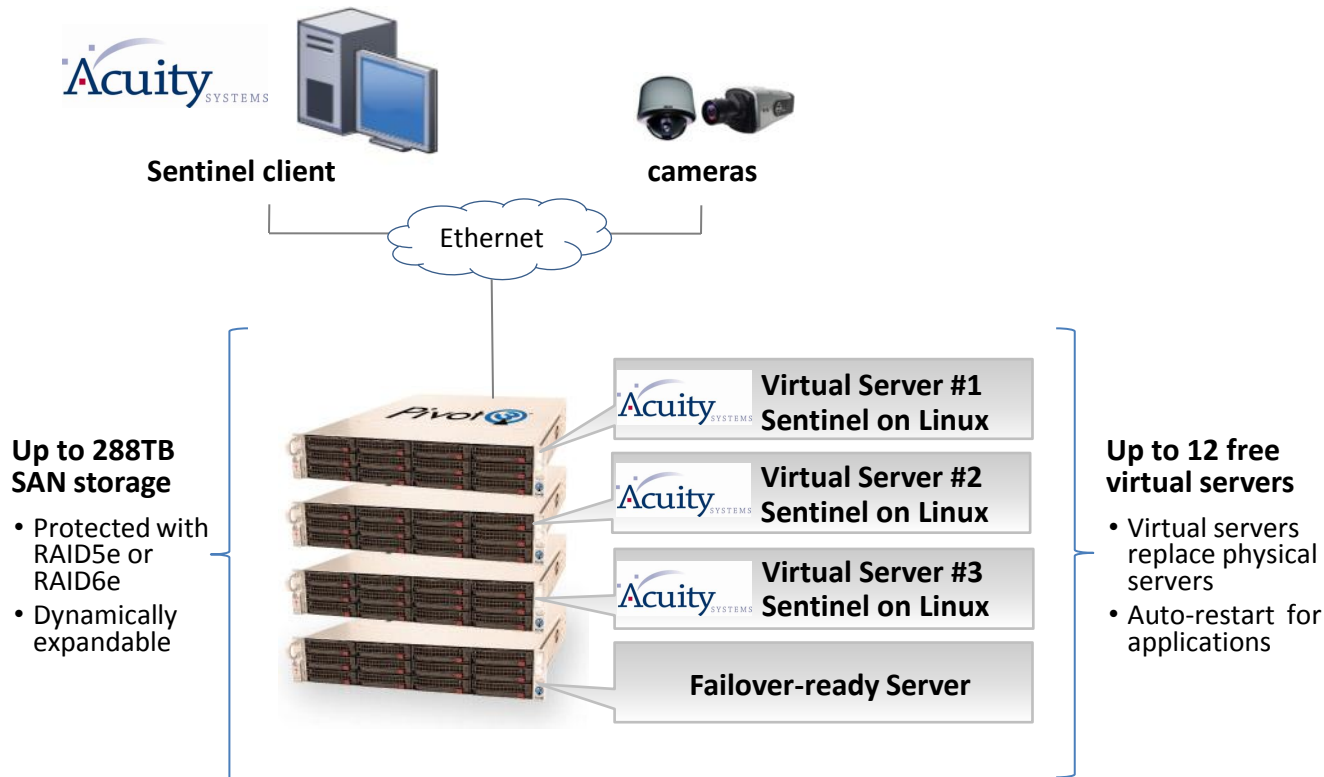 Acuity
SYSTEMS
Sentinel client
cameras
Ethernet
Pivot3
Acuity
SYSTEMS
Virtual Server #1
Sentinel on Linux
Acuity
SYSTEMS
Virtual Server #2
Sentinel on Linux
Acuity
SYSTEMS
Virtual Server #3
Sentinel on Linux
Failover-ready Server
Up to 288TB
SAN storage
• Protected with
RAID5e or
RAID6e
• Dynamically
expandable
Up to 12 free
virtual servers
• Virtual servers
replace physical
servers
• Auto-restart for
applications